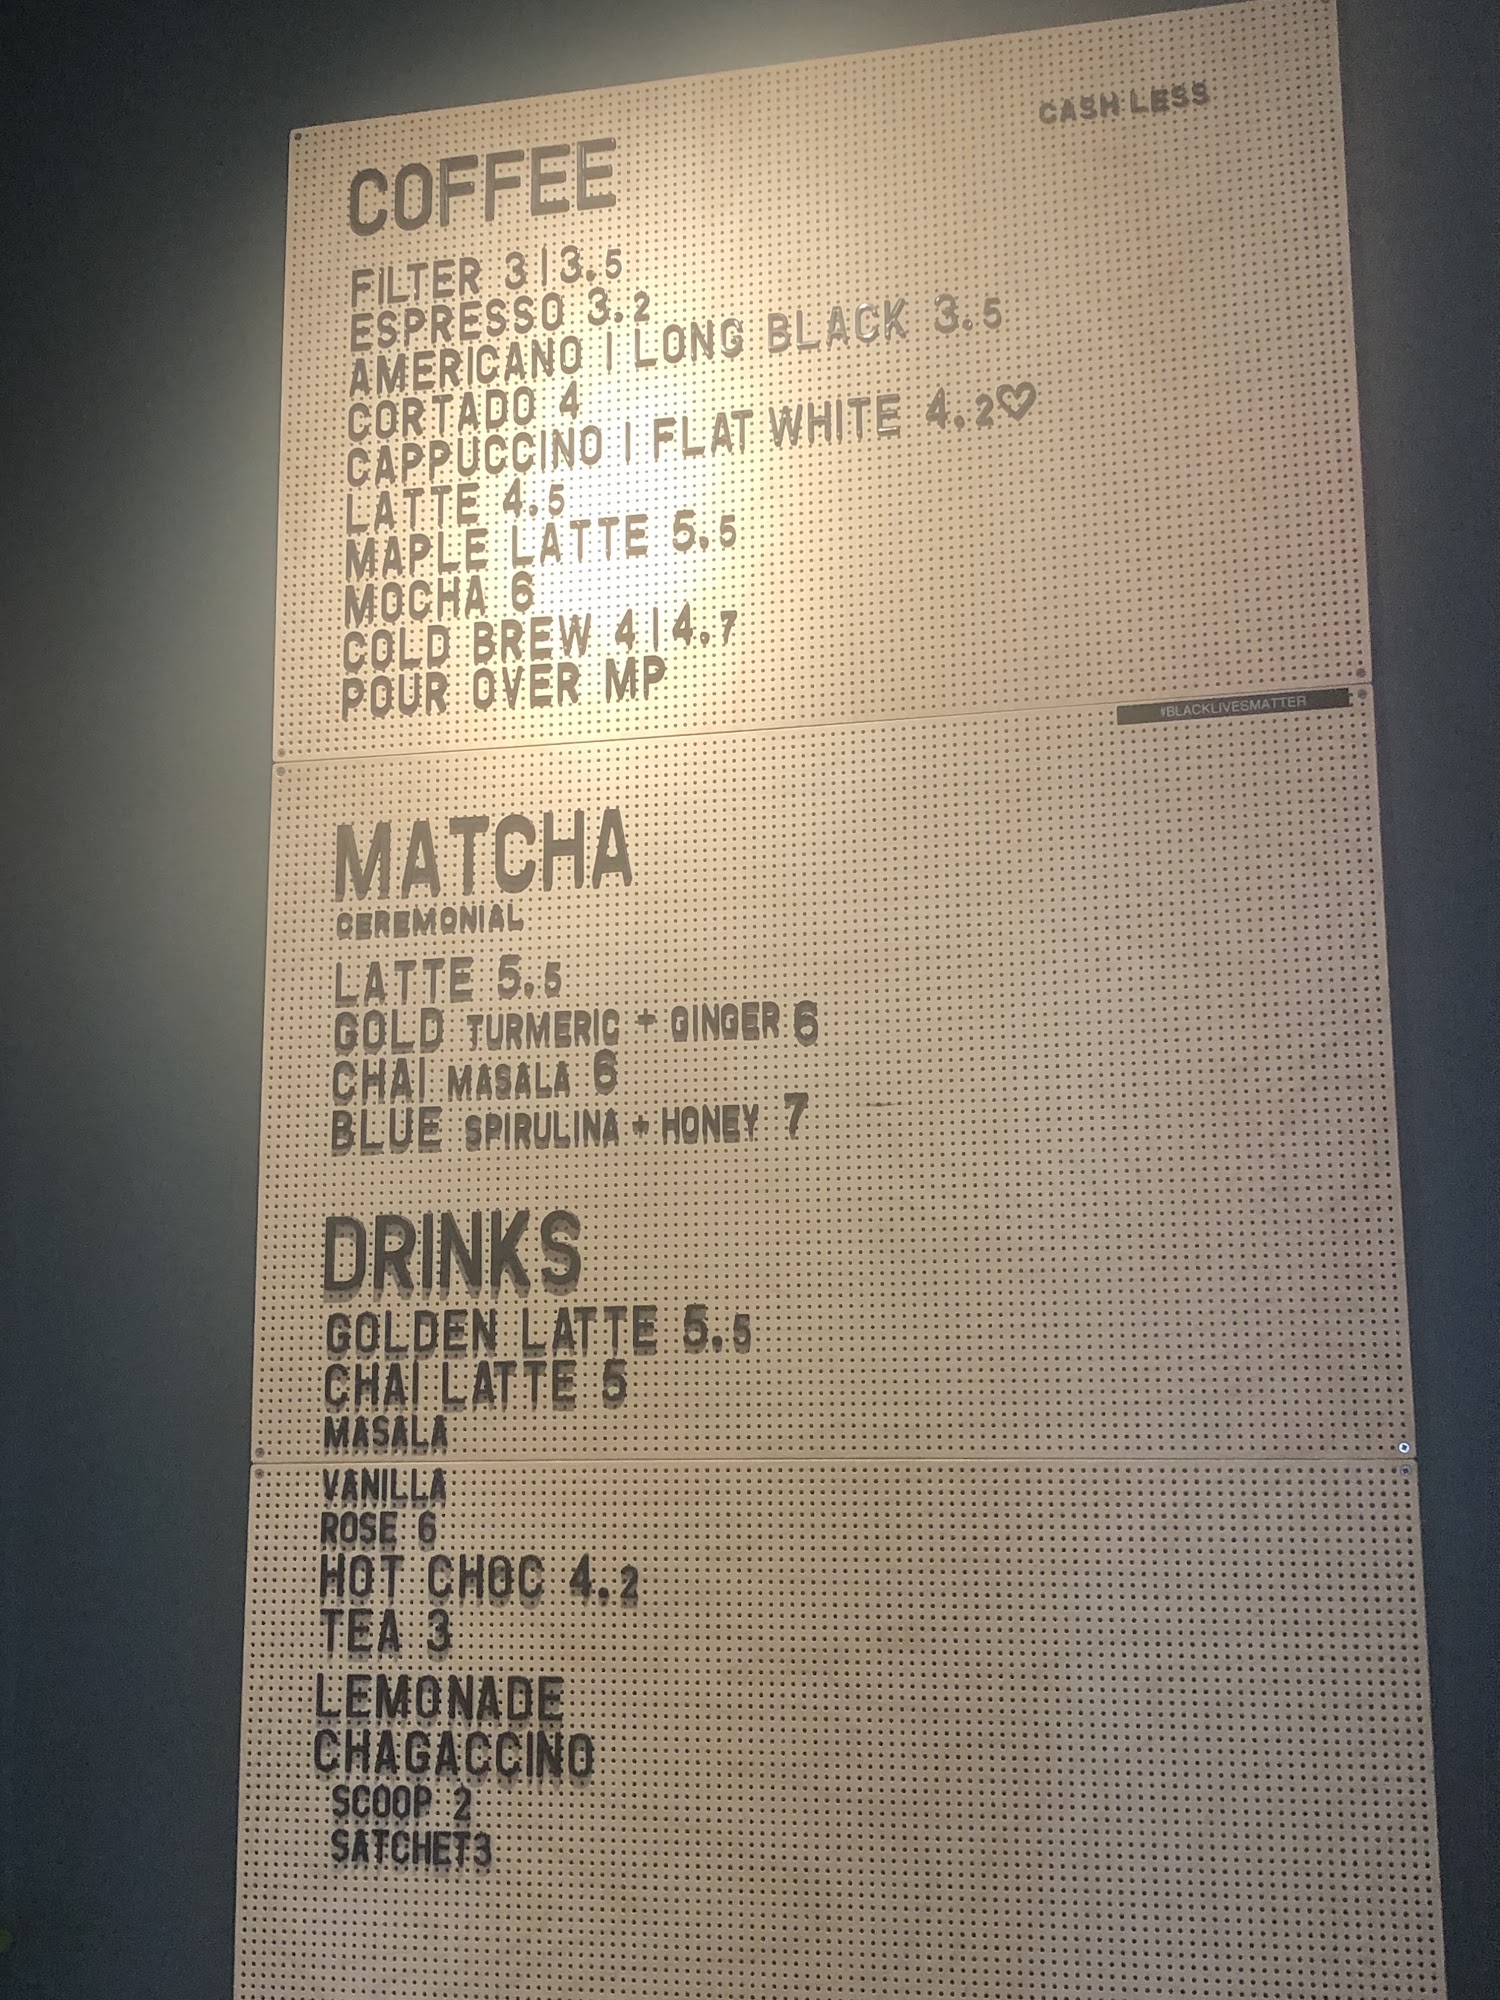 CASH LESS
COFFEE
FILTER 3 | 3.5
ESPRESSO 3.2
AMERICANO | LONG BLACK 3.5
CORTADO 4
CAPPUCCINO | FLAT WHITE 4.2♡
LATTE 4.5
MAPLE LATTE 5.5
MOCHA 6
COLD BREW 4 | 4.7
POUR OVER MP
#BLACKLIVESMATTER
MATCHA
CEREMONIAL
LATTE 5.5
GOLD TURMERIC + GINGER 6
CHAI MASALA 6
BLUE SPIRULINA + HONEY 7
DRINKS
GOLDEN LATTE 5.5
CHAI LATTE 5
MASALA
VANILLA
ROSE 6
HOT CHOC 4.2
TEA 3
LEMONADE
CHAGACCINO
SCOOP 2
SATCHET3